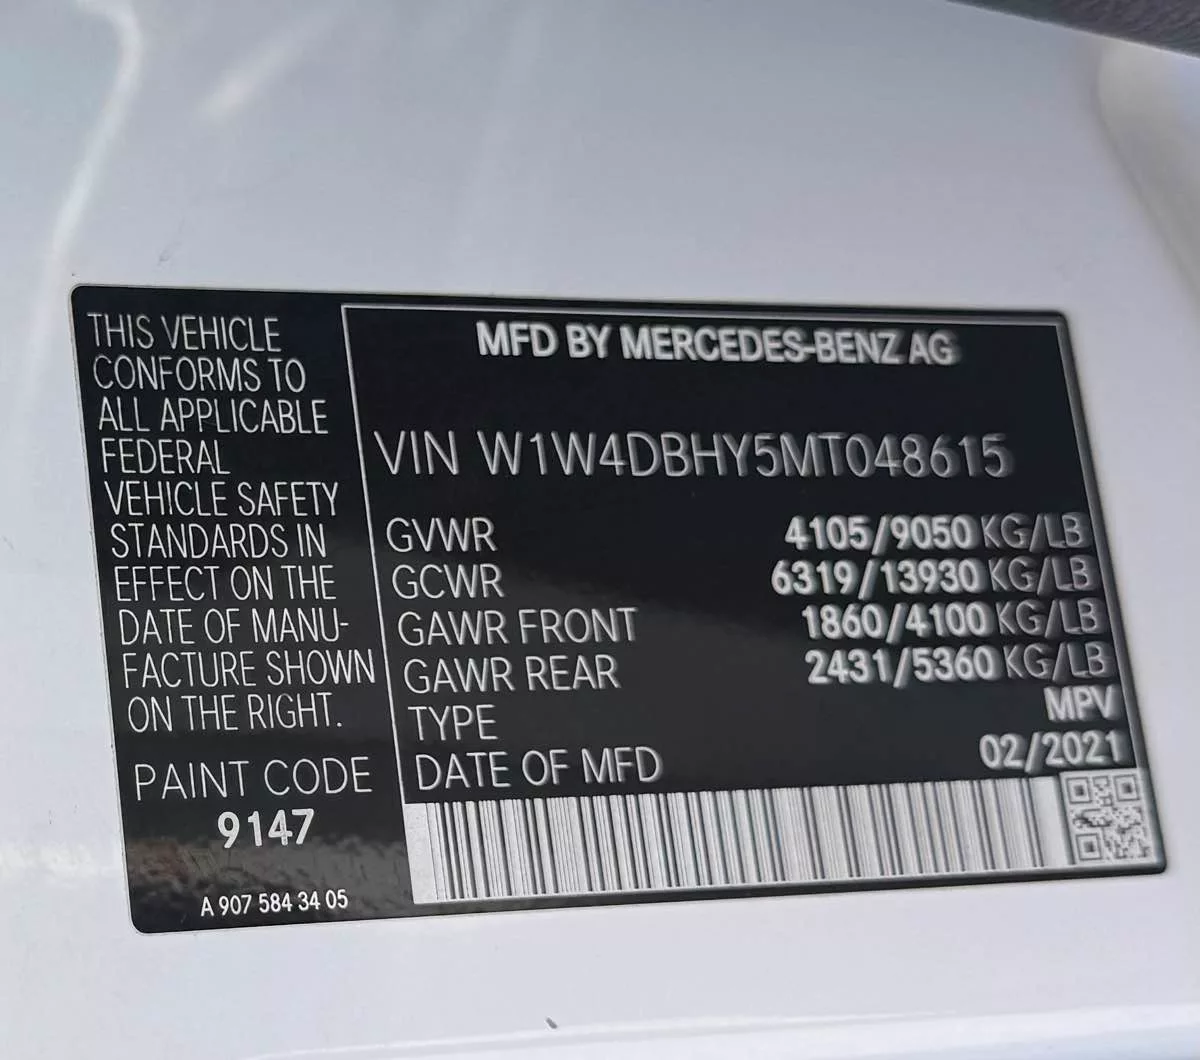 THIS VEHICLE
CONFORMS TO
ALL APPLICABLE
FEDERAL
VEHICLE SAFETY
STANDARDS IN
EFFECT ON THE
DATE OF MANU-
FACTURE SHOWN
ON THE RIGHT.
PAINT CODE
9147
A 907 584 34 05
MFD BY MERCEDES-BENZ AG
VIN W1W4DBHY5MT048615
GVWR 4105/9050 KG/LB
GCWR 6319/13930 KG/LB
GAWR FRONT 1860/4100 KG/LB
GAWR REAR 2431/5360 KG/LB
TYPE MPV
DATE OF MFD 02/2021